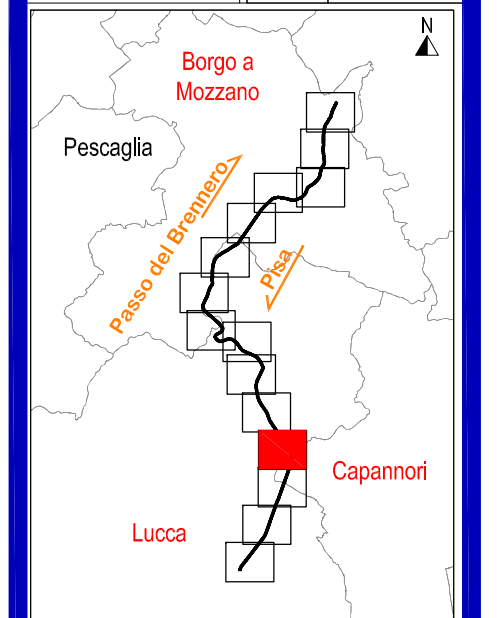 N
Borgo a
Mozzano
Pescaglia
Passo del Brennero
Pisa
Capannori
Lucca